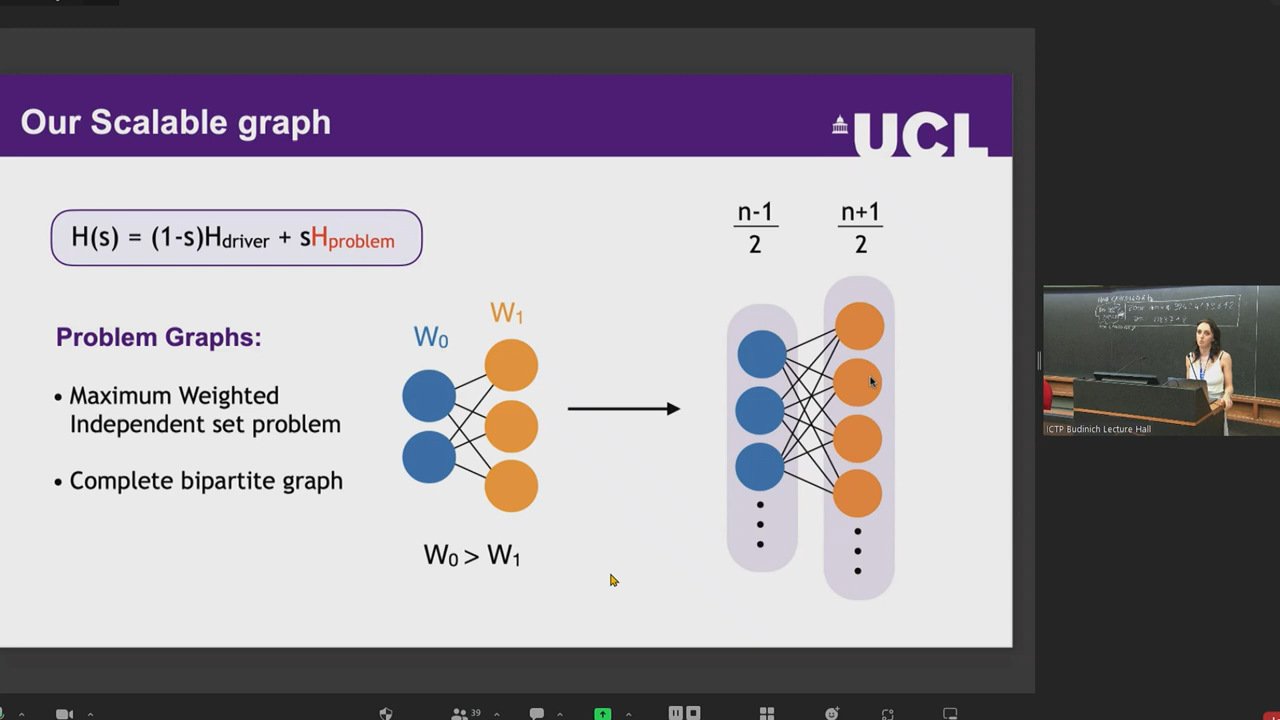 Our Scalable graph
UCL
H(s) = (1-s)Hdriver + sHproblem
n-1
2
n+1
2
Problem Graphs:
• Maximum Weighted
Independent set problem
• Complete bipartite graph
W₀
W₁
W₀ > W₁
ICTP Budinich Lecture Hall
39